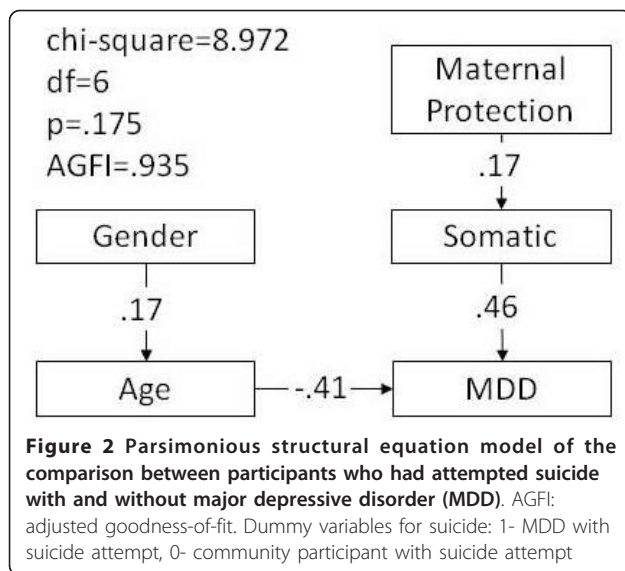 chi-square=8.972
df=6
p=.175
AGFI=.935
Maternal
Protection
.17
Gender
Somatic
.17
.46
Age
-.41
MDD
Figure 2 Parsimonious structural equation model of the
comparison between participants who had attempted suicide
with and without major depressive disorder (MDD). AGFI:
adjusted goodness-of-fit. Dummy variables for suicide: 1- MDD with
suicide attempt, 0- community participant with suicide attempt